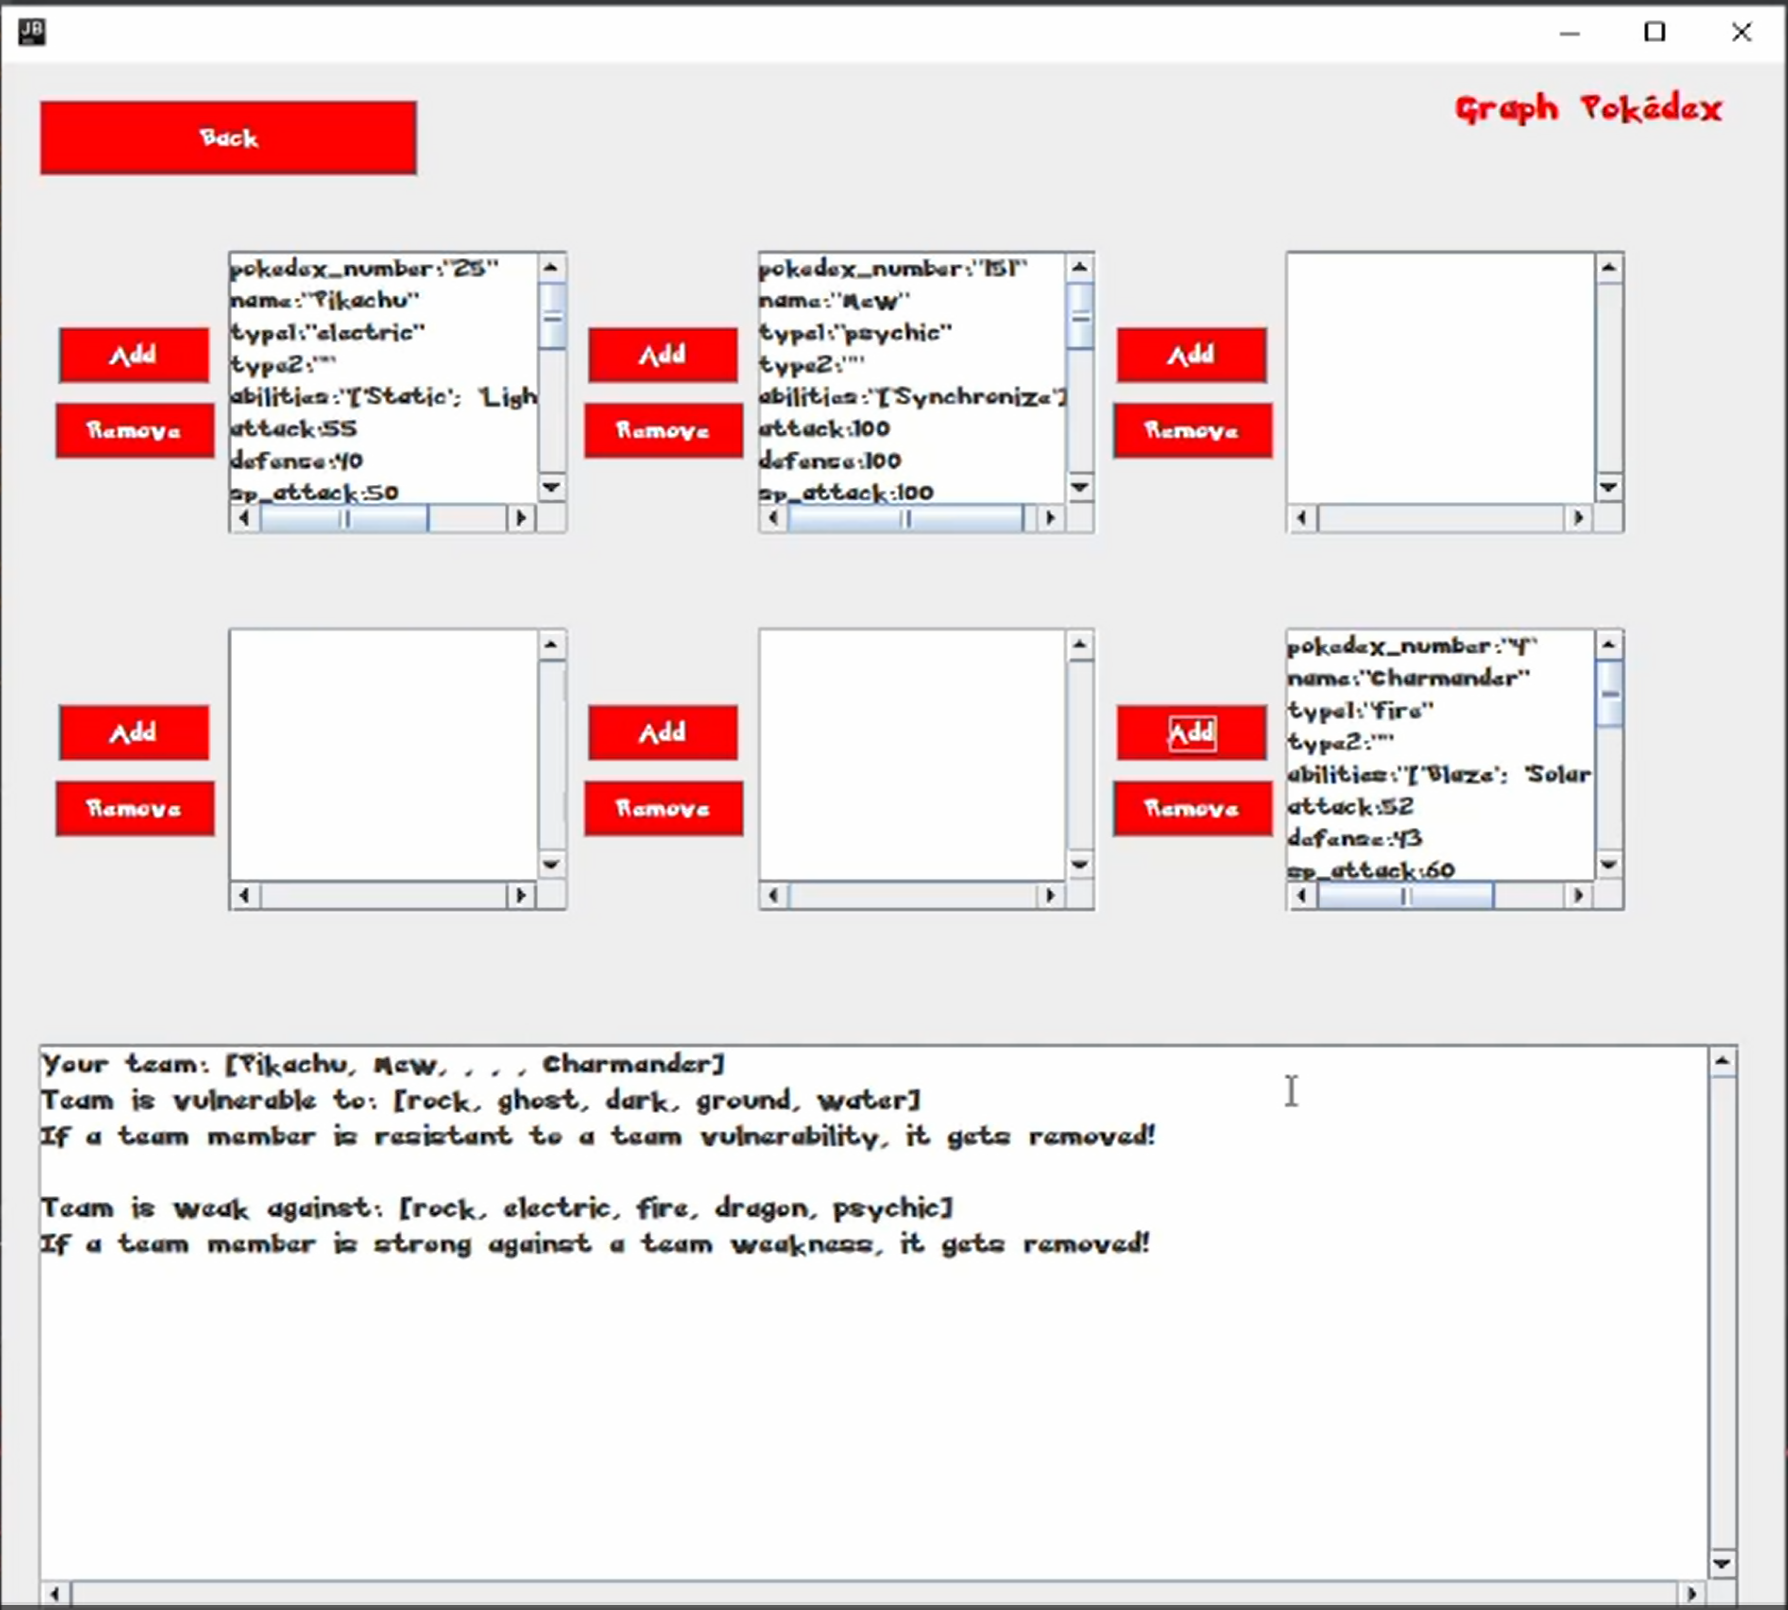 JB
Back
Graph Pokédex
Add
Remove
pokedex_number:"25"
name:"Pikachu"
type1:"electric"
type2:""
abilities:"['Static'; 'Ligh
attack:55
defense:40
sp_attack:50
Add
Remove
pokedex_number:"151"
name:"Mew"
type1:"psychic"
type2:""
abilities:"['Synchronize']
attack:100
defense:100
sp_attack:100
Add
Remove
Add
Remove
Add
Remove
Add
Remove
pokedex_number:"4"
name:"Charmander"
type1:"fire"
type2:""
abilities:"['Blaze'; 'Solar
attack:52
defense:43
sp_attack:60
Your team: [Pikachu, Mew, , , , Charmander]
Team is vulnerable to: [rock, ghost, dark, ground, water]
If a team member is resistant to a team vulnerability, it gets removed!
Team is weak against: [rock, electric, fire, dragon, psychic]
If a team member is strong against a team weakness, it gets removed!